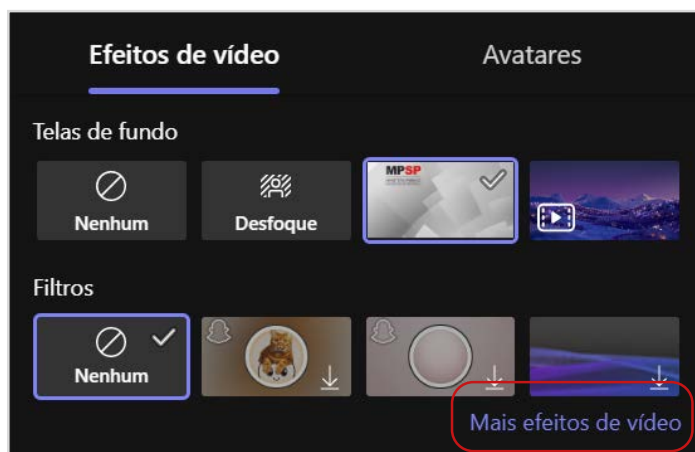 Efeitos de vídeo
Avatares
Telas de fundo
Nenhum
Desfoque
MPSP
Filtros
Nenhum
Mais efeitos de vídeo